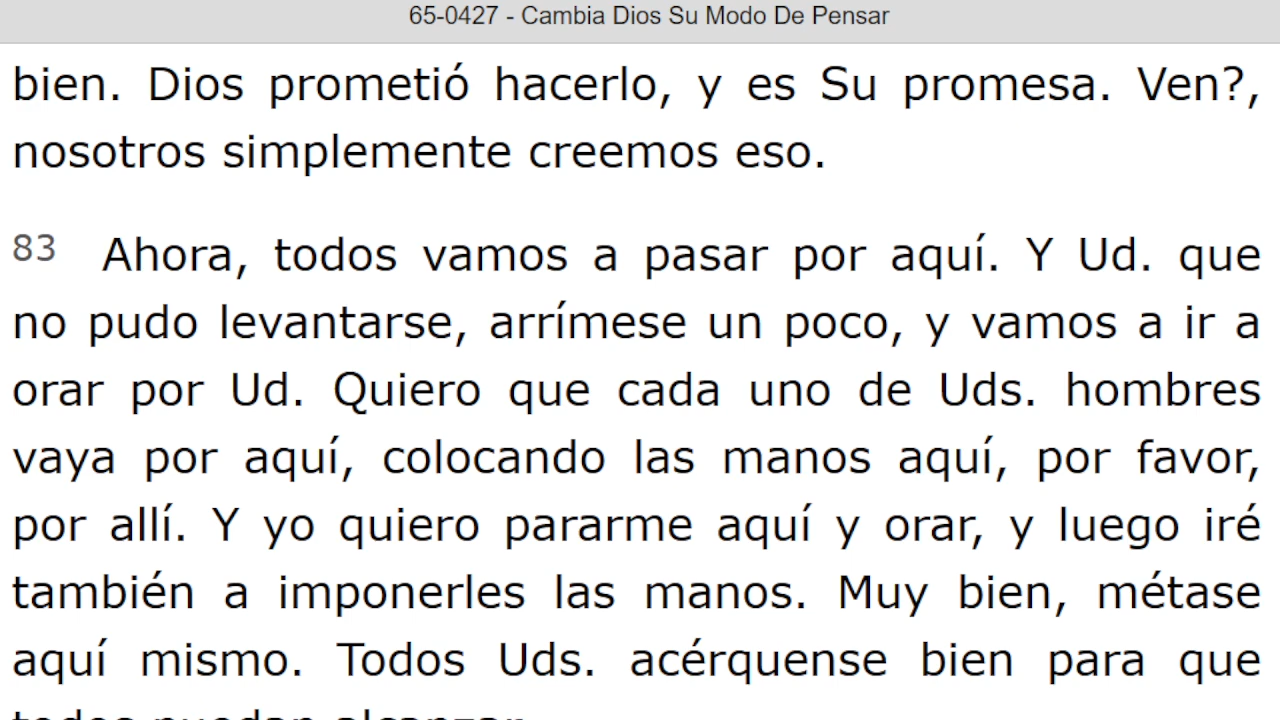 65-0427 - Cambia Dios Su Modo De Pensar
bien. Dios prometió hacerlo, y es Su promesa. Ven?,
nosotros simplemente creemos eso.
83 Ahora, todos vamos a pasar por aquí. Y Ud. que
no pudo levantarse, arrímese un poco, y vamos a ir a
orar por Ud. Quiero que cada uno de Uds. hombres
vaya por aquí, colocando las manos aquí, por favor,
por allí. Y yo quiero pararme aquí y orar, y luego iré
también a imponerles las manos. Muy bien, métase
aquí mismo. Todos Uds. acérquense bien para que
todos puedan alcanzar